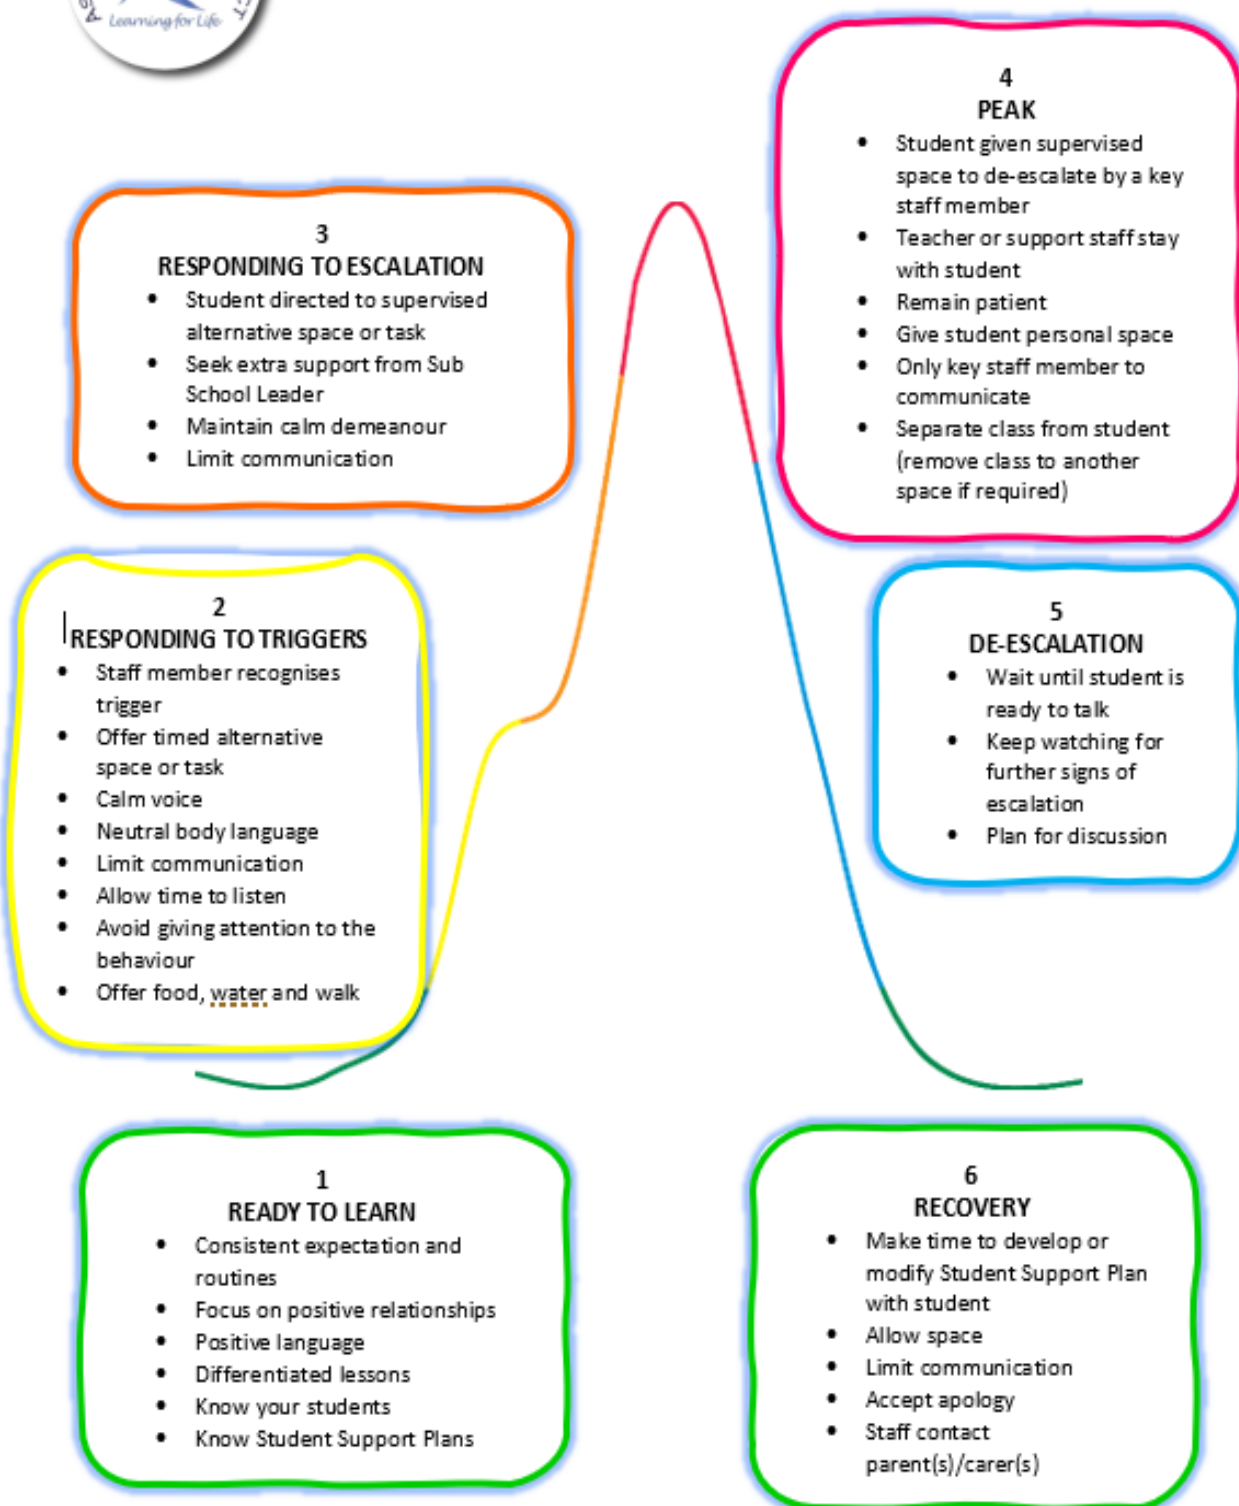 Learning for Life
4
PEAK
• Student given supervised
space to de-escalate by a key
staff member
• Teacher or support staff stay
with student
• Remain patient
• Give student personal space
• Only key staff member to
communicate
• Separate class from student
(remove class to another
space if required)
3
RESPONDING TO ESCALATION
• Student directed to supervised
alternative space or task
• Seek extra support from Sub
School Leader
• Maintain calm demeanour
• Limit communication
2
RESPONDING TO TRIGGERS
• Staff member recognises
trigger
• Offer timed alternative
space or task
• Calm voice
• Neutral body language
• Limit communication
• Allow time to listen
• Avoid giving attention to the
behaviour
• Offer food, water and walk
5
DE-ESCALATION
• Wait until student is
ready to talk
• Keep watching for
further signs of
escalation
• Plan for discussion
1
READY TO LEARN
• Consistent expectation and
routines
• Focus on positive relationships
• Positive language
• Differentiated lessons
• Know your students
• Know Student Support Plans
6
RECOVERY
• Make time to develop or
modify Student Support Plan
with student
• Allow space
• Limit communication
• Accept apology
• Staff contact
parent(s)/carer(s)